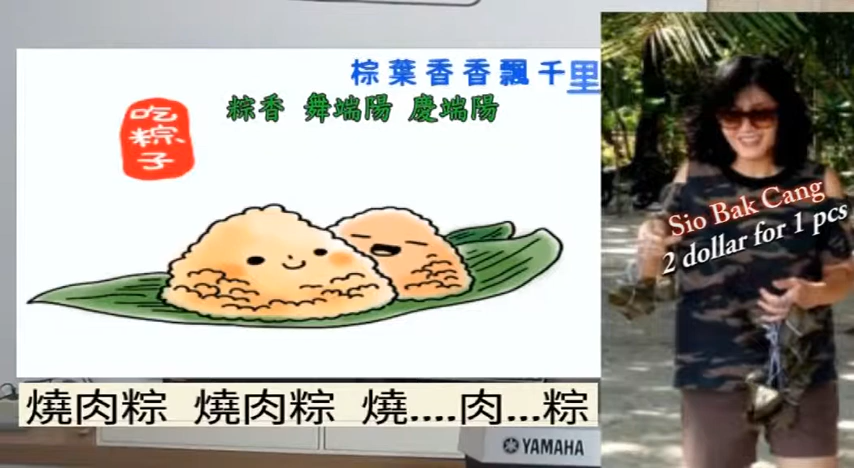 棕葉香香飄千里
粽香 舞端陽 慶端陽
吃
粽
子
Sio Bak Cang
2 dollar for 1 pcs
燒肉粽 燒肉粽 燒....肉...粽
YAMAHA